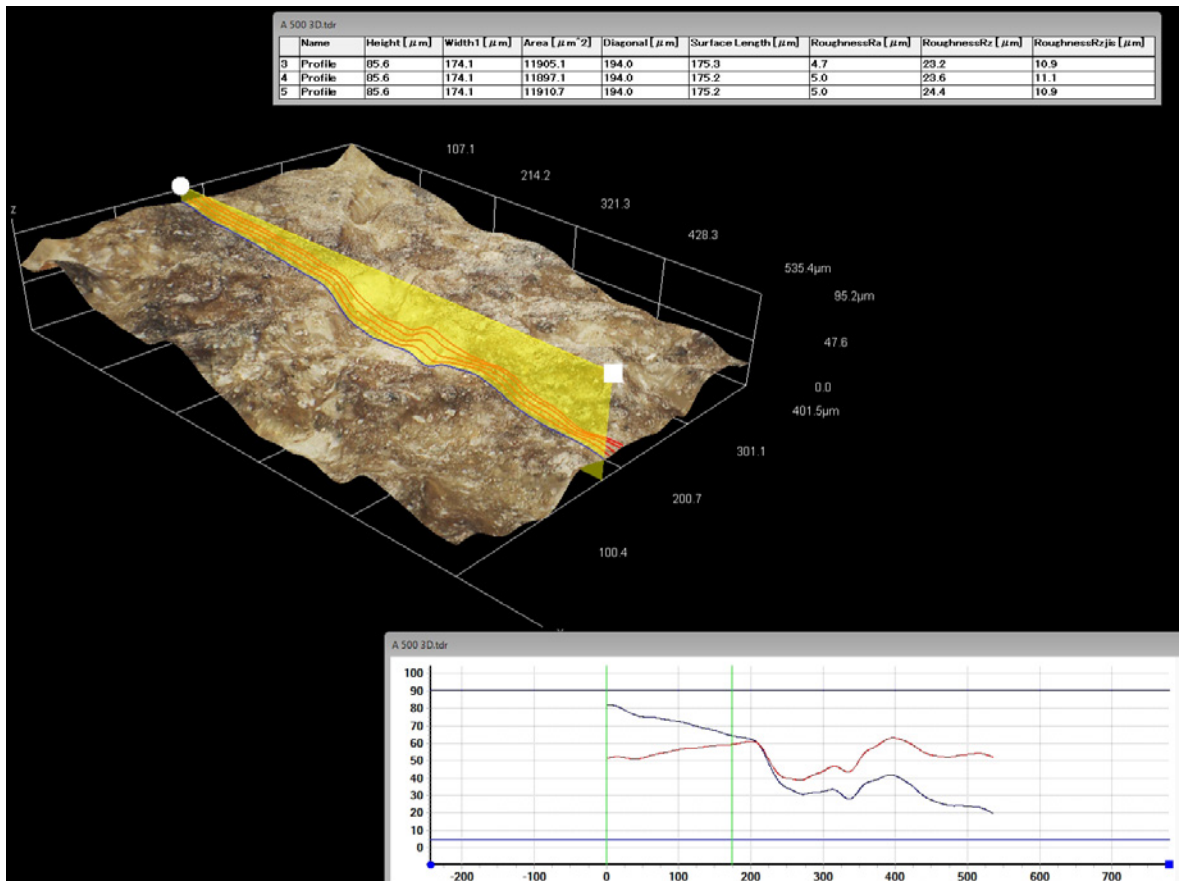 A 500 3D.tdr
Name Height [μm] Width1 [μm] Area [μm^2] Diagonal [μm] Surface Length [μm] RoughnessRa [μm] RoughnessRz [μm] RoughnessRzjis [μm]
3 Profile 85.6 174.1 11905.1 194.0 175.3 4.7 23.2 10.9
4 Profile 85.6 174.1 11897.1 194.0 175.2 5.0 23.6 11.1
5 Profile 85.6 174.1 11910.7 194.0 175.2 5.0 24.4 10.9
107.1
214.2
321.3
428.3
535.4μm
95.2μm
47.6
0.0
401.5μm
301.1
200.7
100.4
z
A 500 3D.tdr
100
90
80
70
60
50
40
30
20
10
0
-200 -100 0 100 200 300 400 500 600 700